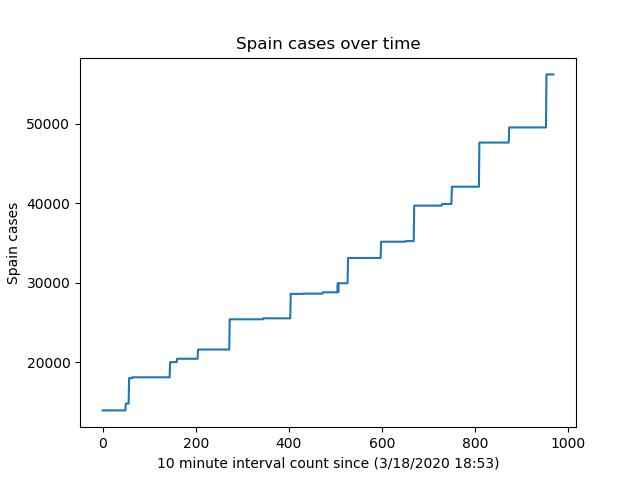 Spain cases over time
50000
40000
30000
20000
Spain cases
0 200 400 600 800 1000
10 minute interval count since (3/18/2020 18:53)